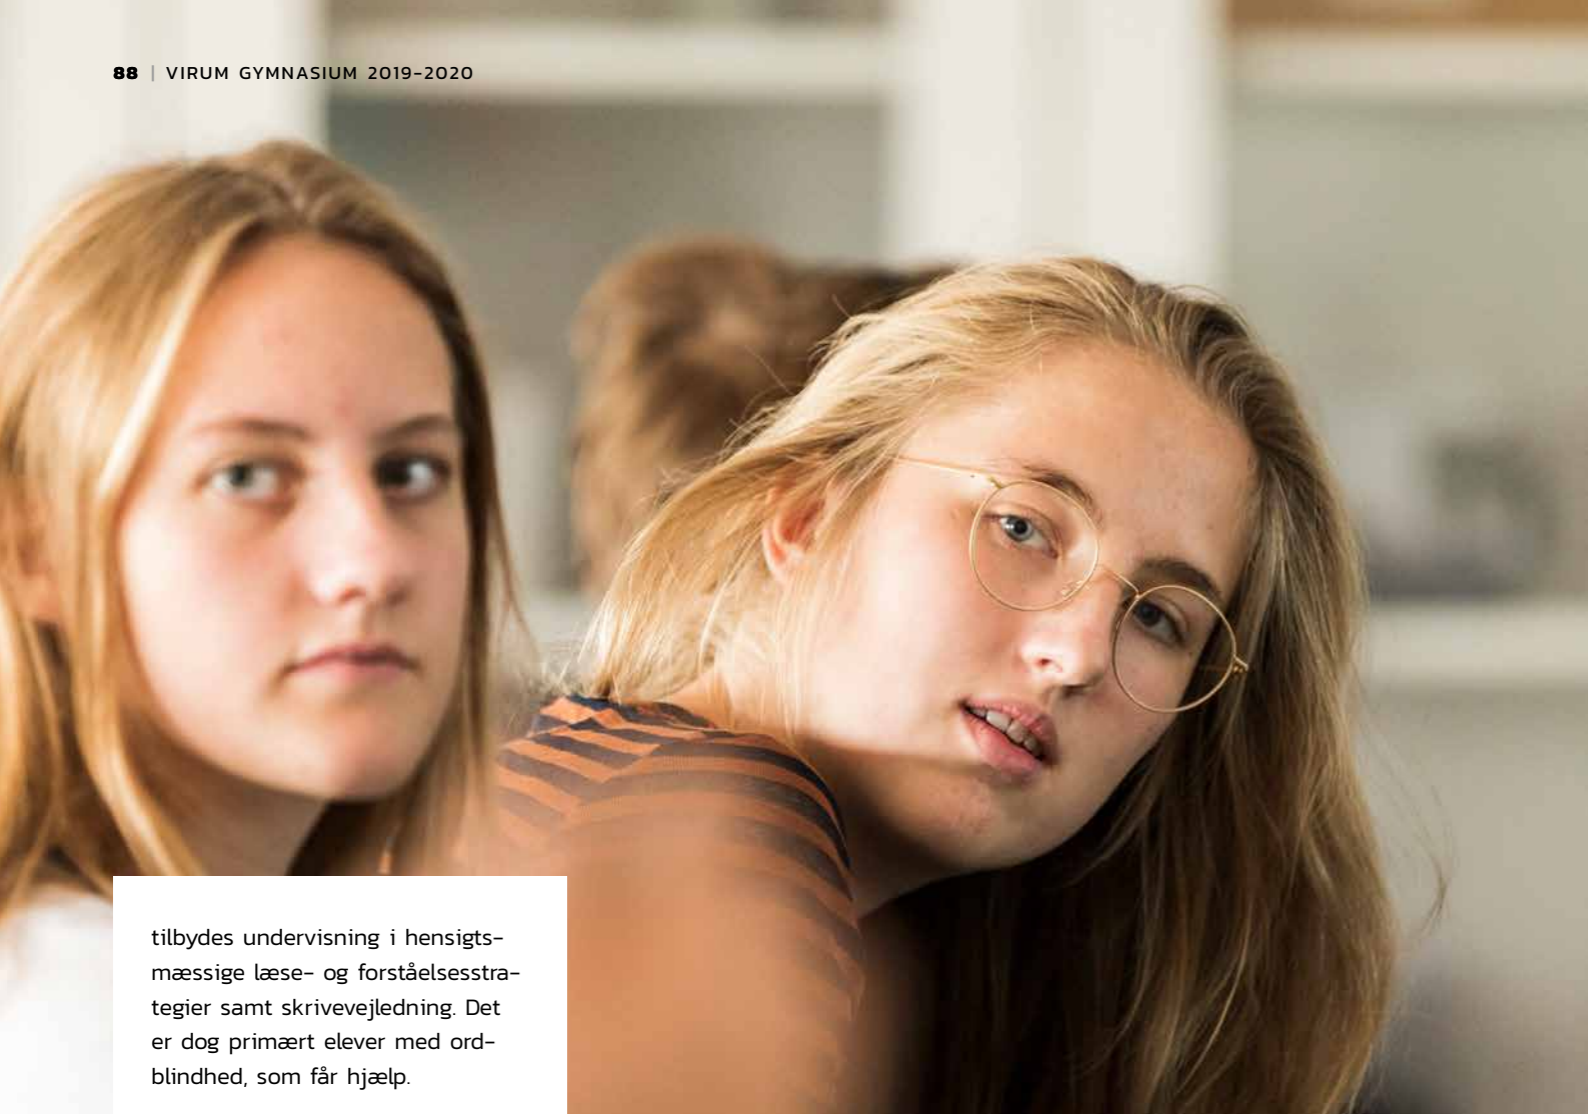 88 | VIRUM GYMNASIUM 2019-2020
tilbydes undervisning i hensigts-
mæssige læse- og forståelsesstra-
tegier samt skrivevejledning. Det
er dog primært elever med ord-
blindhed, som får hjælp.